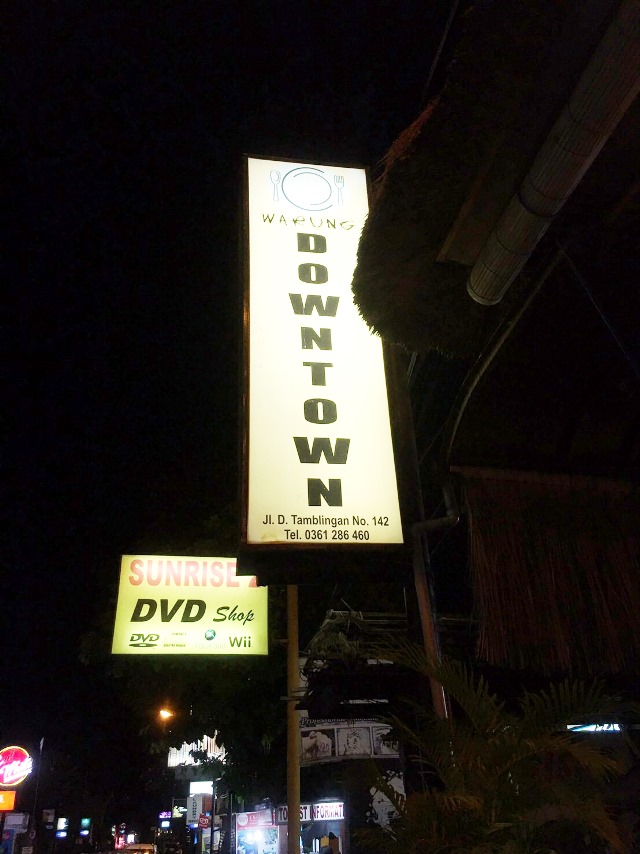 WARUNG
DOWNTOWN
Jl. D. Tamblingan No. 142
Tel. 0361 286 460
SUNRISE
DVD Shop
DVD
Wii